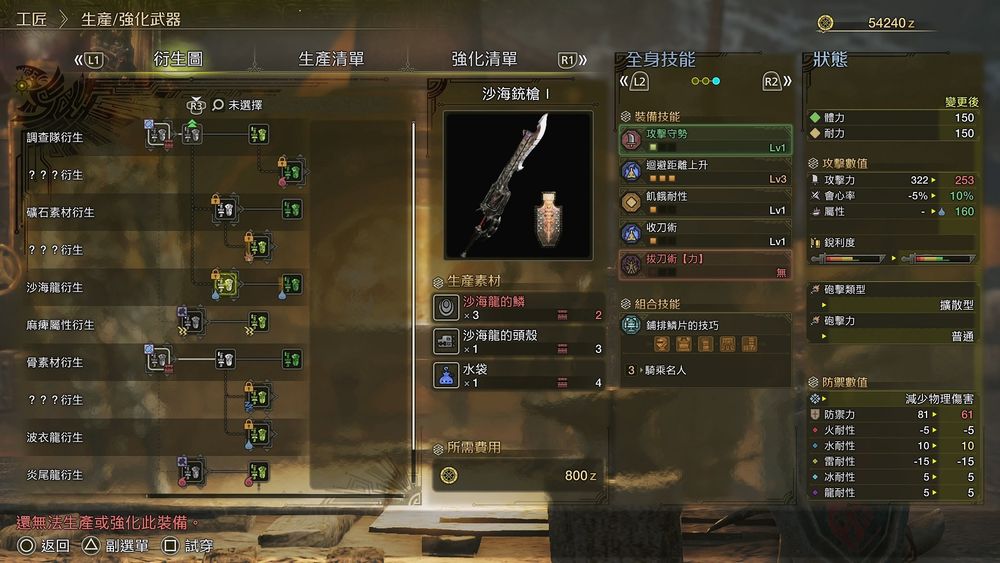 工匠 〉 生產/強化武器
54240 z
L1 衍生圖 生產清單 強化清單 R1
R3 未選擇
調查隊衍生
???衍生
礦石素材衍生
???衍生
沙海龍衍生
麻痺屬性衍生
骨素材衍生
???衍生
波衣龍衍生
炎尾龍衍生
沙海銃槍 I
生產素材
沙海龍的鱗
×3 2
沙海龍的頭殼
×1 3
水袋
×1 4
所需費用
800 z
全身技能
L2 R2
裝備技能
攻擊守勢
Lv1
迴避距離上升
Lv3
飢餓耐性
Lv1
收刀術
Lv1
拔刀術【力】
無
組合技能
鋪排鱗片的技巧
3 騎乘名人
狀態
變更後
體力 150
耐力 150
攻擊數值
攻擊力 322 253
會心率 -5% 10%
屬性 - 160
銳利度
砲擊類型
擴散型
砲擊力
普通
防禦數值
減少物理傷害
防禦力 81 61
火耐性 -5 -5
水耐性 10 10
雷耐性 -15 -15
冰耐性 5 5
龍耐性 5 5
還無法生產或強化此裝備。
返回 副選單 試穿